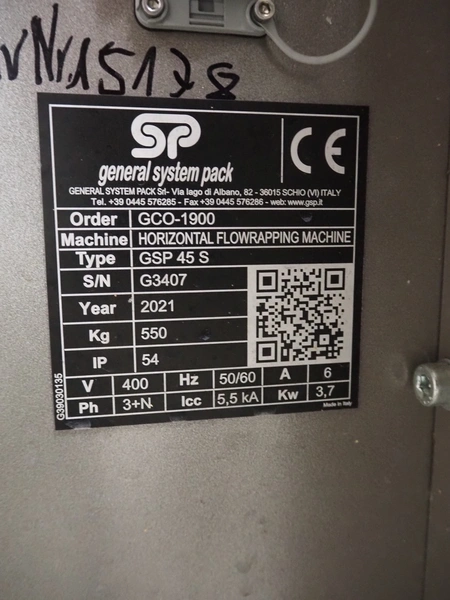 Nr. 15128
SP
CE
general system pack
GENERAL SYSTEM PACK Srl - Via lago di Albano, 82 - 36015 SCHIO (VI) ITALY
Tel. +39 0445 576285 - Fax +39 0445 576286 - web: www.gsp.it
Order GCO-1900
Machine HORIZONTAL FLOWRAPPING MACHINE
Type GSP 45 S
S/N G3407
Year 2021
Kg 550
IP 54
V 400 Hz 50/60 A 6
Ph 3+N Icc 5,5 kA Kw 3,7
Made in Italy
G39030135